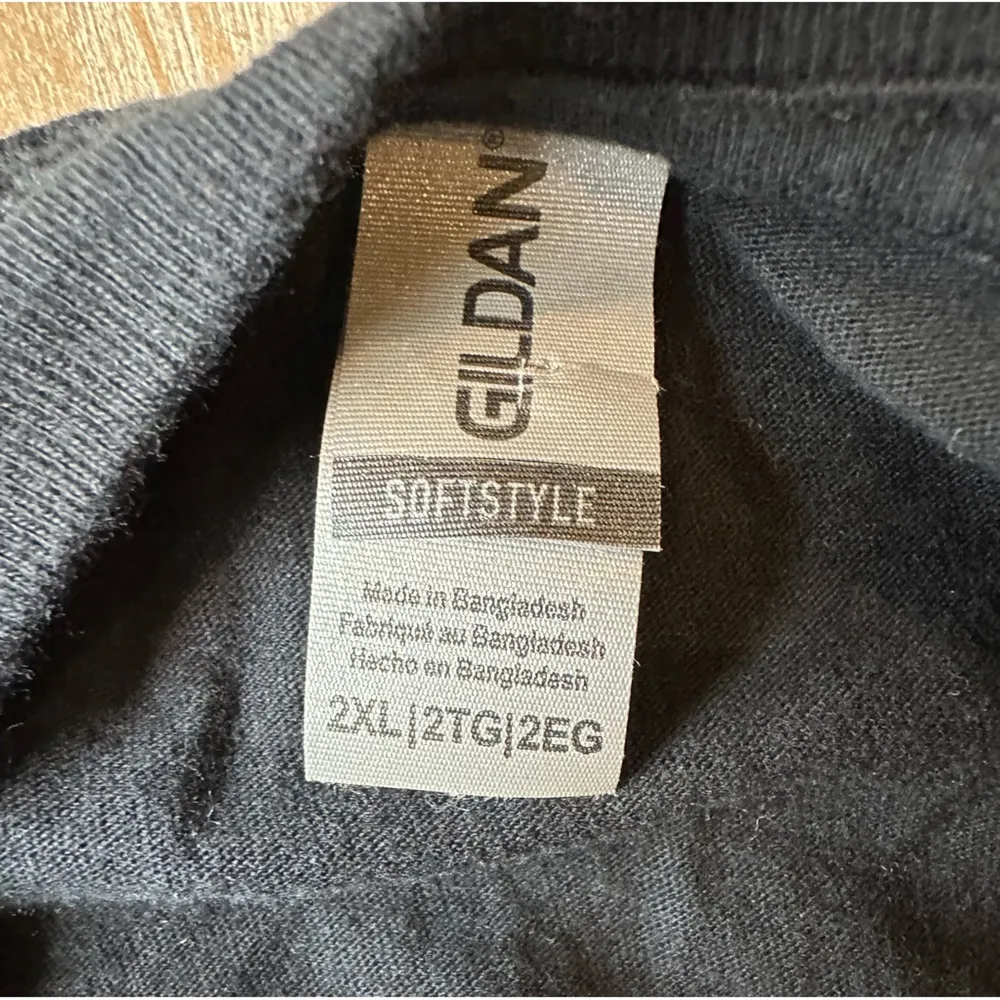 GILDAN®
SOFTSTYLE
Made in Bangladesh
Fabriqué au Bangladesh
Hecho en Bangladesh
2XL|2TG|2EG